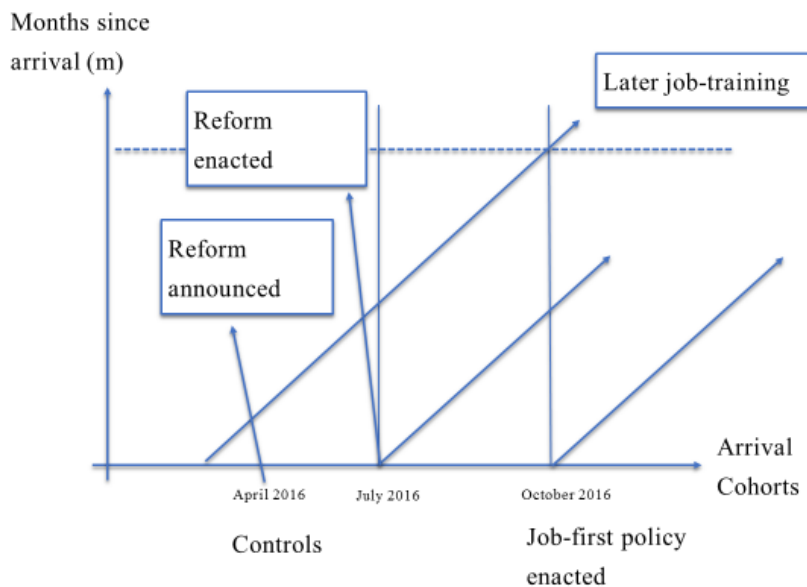 Months since
arrival (m)
Later job-training
Reform
enacted
Reform
announced
Arrival
Cohorts
April 2016
July 2016
October 2016
Controls
Job-first policy
enacted